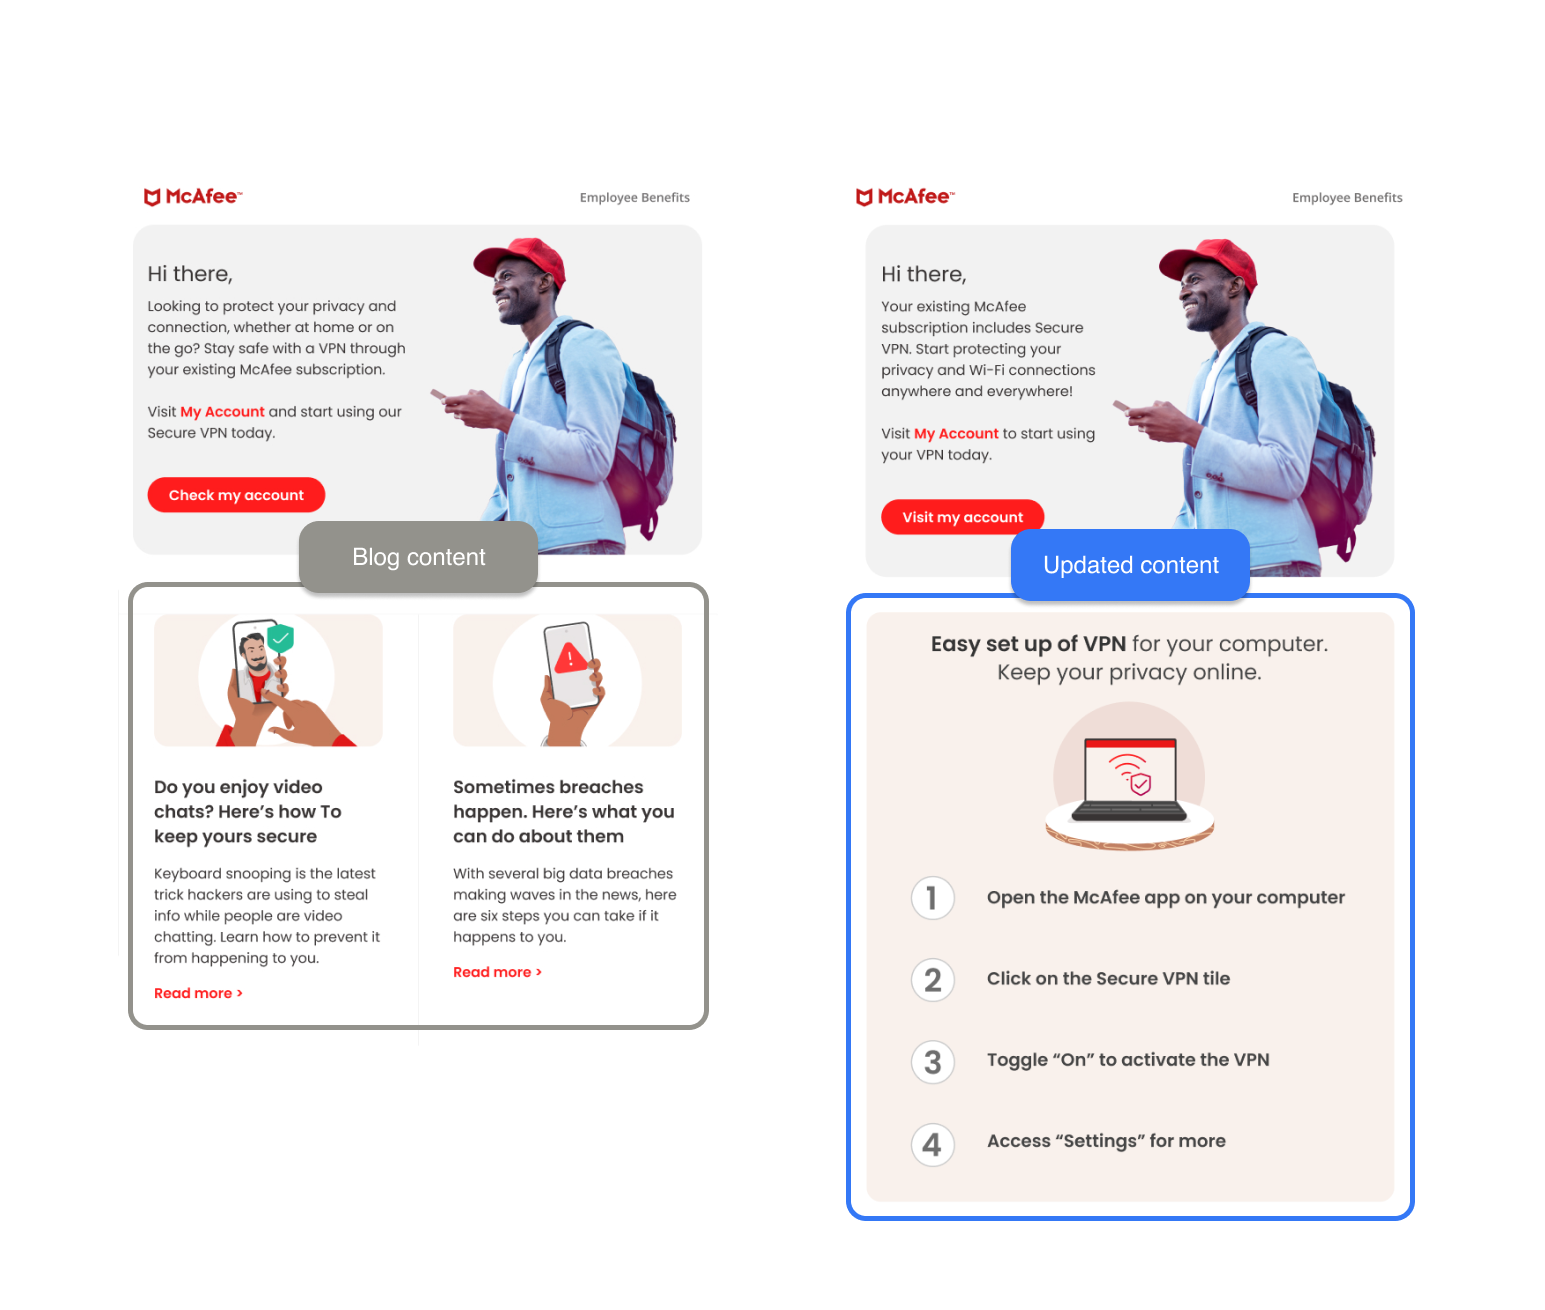 McAfee™
Employee Benefits
Hi there,
Looking to protect your privacy and
connection, whether at home or on
the go? Stay safe with a VPN through
your existing McAfee subscription.
Visit My Account and start using our
Secure VPN today.
Check my account
Blog content
Do you enjoy video
chats? Here’s how To
keep yours secure
Keyboard snooping is the latest
trick hackers are using to steal
info while people are video
chatting. Learn how to prevent it
from happening to you.
Read more >
Sometimes breaches
happen. Here’s what you
can do about them
With several big data breaches
making waves in the news, here
are six steps you can take if it
happens to you.
Read more >
McAfee™
Employee Benefits
Hi there,
Your existing McAfee
subscription includes Secure
VPN. Start protecting your
privacy and Wi-Fi connections
anywhere and everywhere!
Visit My Account to start using
your VPN today.
Visit my account
Updated content
Easy set up of VPN for your computer.
Keep your privacy online.
1 Open the McAfee app on your computer
2 Click on the Secure VPN tile
3 Toggle “On” to activate the VPN
4 Access “Settings” for more